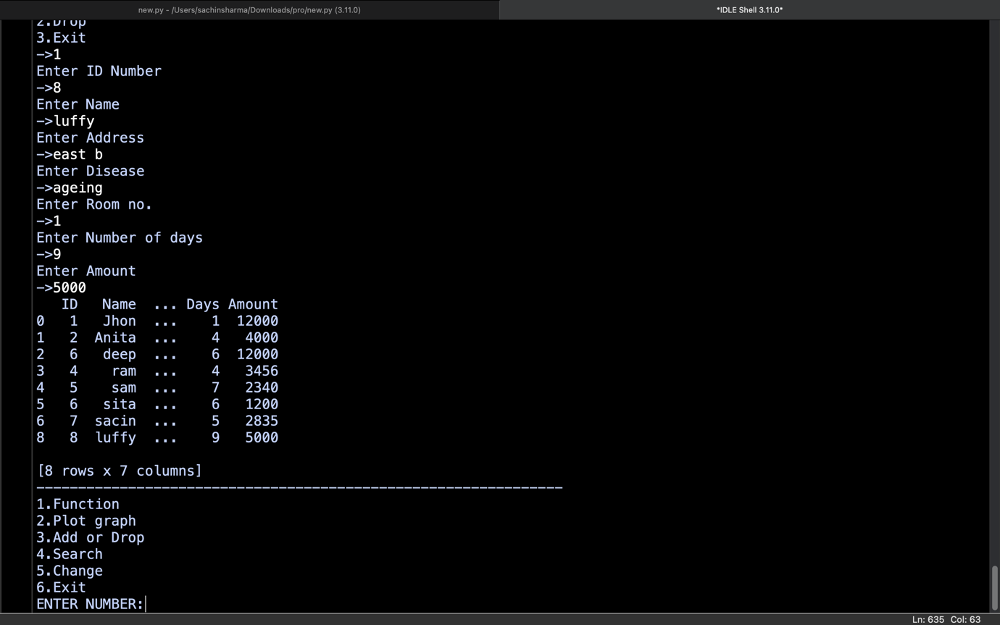 new.py - /Users/sachinsharma/Downloads/pro/new.py (3.11.0)
*IDLE Shell 3.11.0*
2.Drop
3.Exit
->1
Enter ID Number
->8
Enter Name
->luffy
Enter Address
->east b
Enter Disease
->ageing
Enter Room no.
->1
Enter Number of days
->9
Enter Amount
->5000
ID Name ... Days Amount
0 1 Jhon ... 1 12000
1 2 Anita ... 4 4000
2 6 deep ... 6 12000
3 4 ram ... 4 3456
4 5 sam ... 7 2340
5 6 sita ... 6 1200
6 7 sacin ... 5 2835
8 8 luffy ... 9 5000
[8 rows x 7 columns]
----------------------------------------------------------------
1.Function
2.Plot graph
3.Add or Drop
4.Search
5.Change
6.Exit
ENTER NUMBER:
Ln: 635 Col: 63